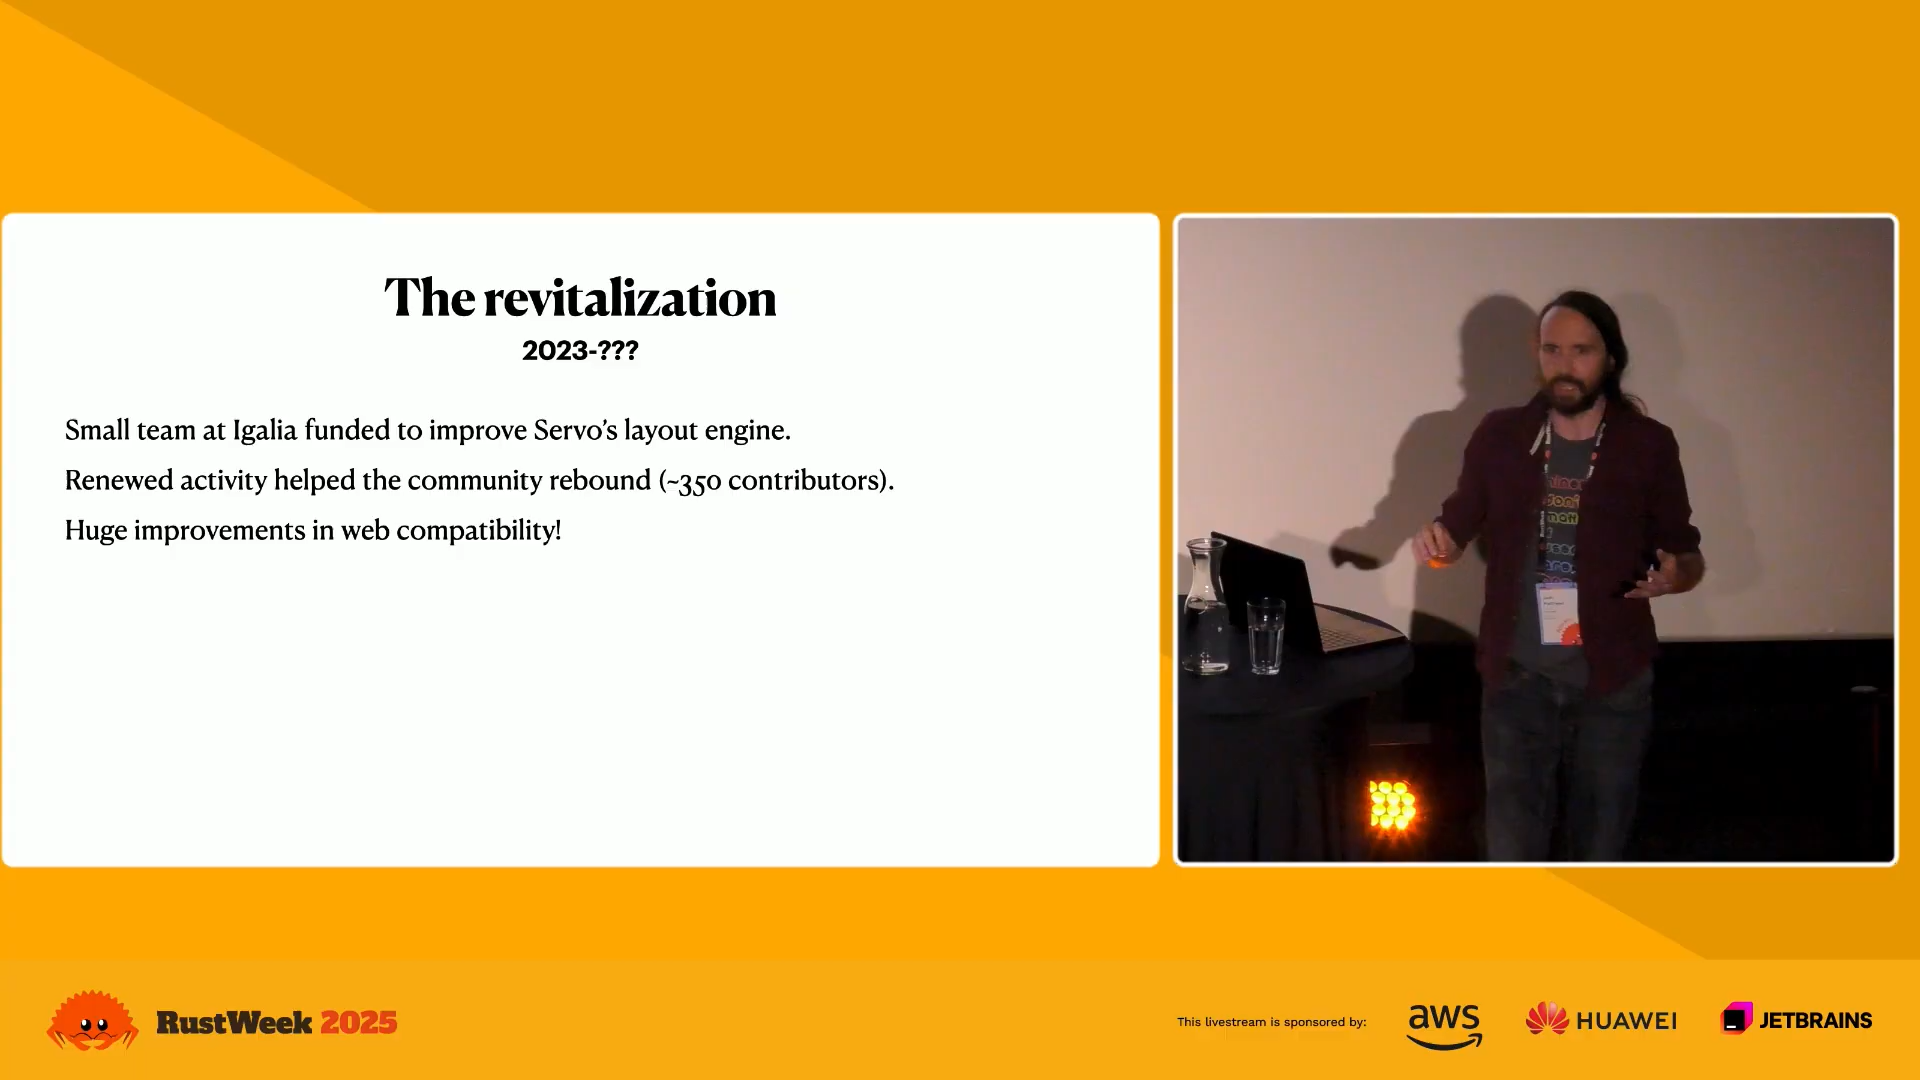 The revitalization
2023-???
Small team at Igalia funded to improve Servo's layout engine.
Renewed activity helped the community rebound (~350 contributors).
Huge improvements in web compatibility!
RustWeek 2025
This livestream is sponsored by:
aws
HUAWEI
JETBRAINS